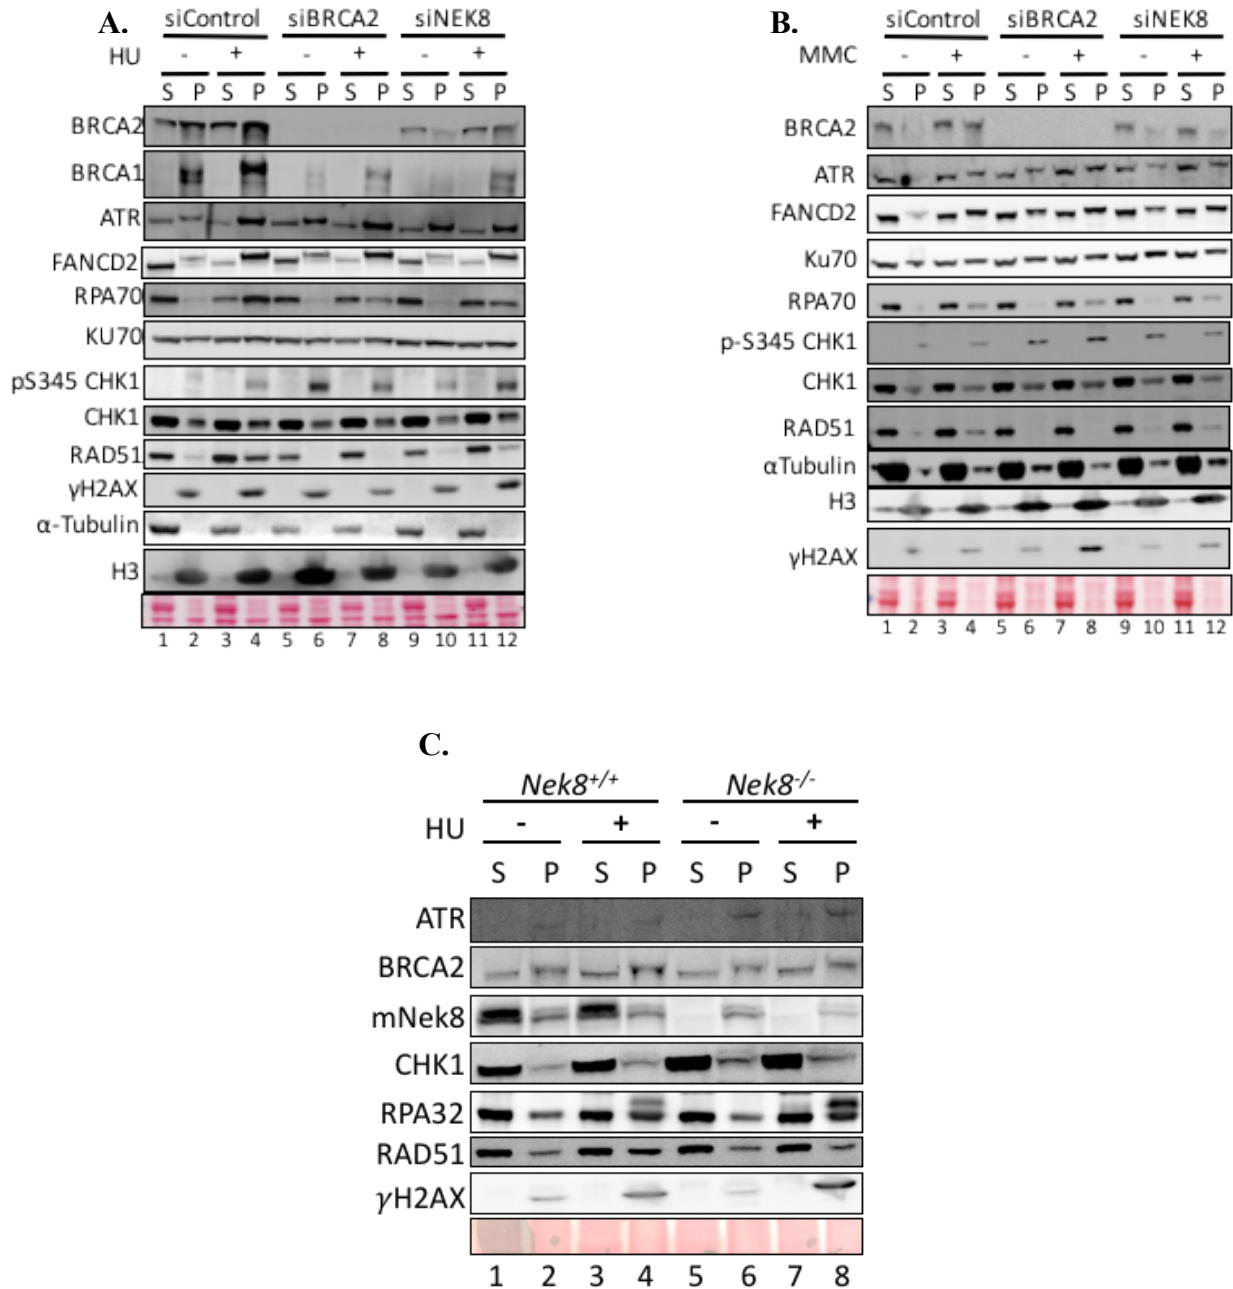 A.
siControl siBRCA2 siNEK8
HU - + - + - +
S P S P S P S P S P S P
BRCA2
BRCA1
ATR
FANCD2
RPA70
KU70
pS345 CHK1
CHK1
RAD51
γH2AX
α-Tubulin
H3
1 2 3 4 5 6 7 8 9 10 11 12
B.
siControl siBRCA2 siNEK8
MMC - + - + - +
S P S P S P S P S P S P
BRCA2
ATR
FANCD2
Ku70
RPA70
p-S345 CHK1
CHK1
RAD51
αTubulin
H3
γH2AX
1 2 3 4 5 6 7 8 9 10 11 12
C.
Nek8+/+ Nek8-/-
HU - + - +
S P S P S P S P
ATR
BRCA2
mNek8
CHK1
RPA32
RAD51
γH2AX
1 2 3 4 5 6 7 8